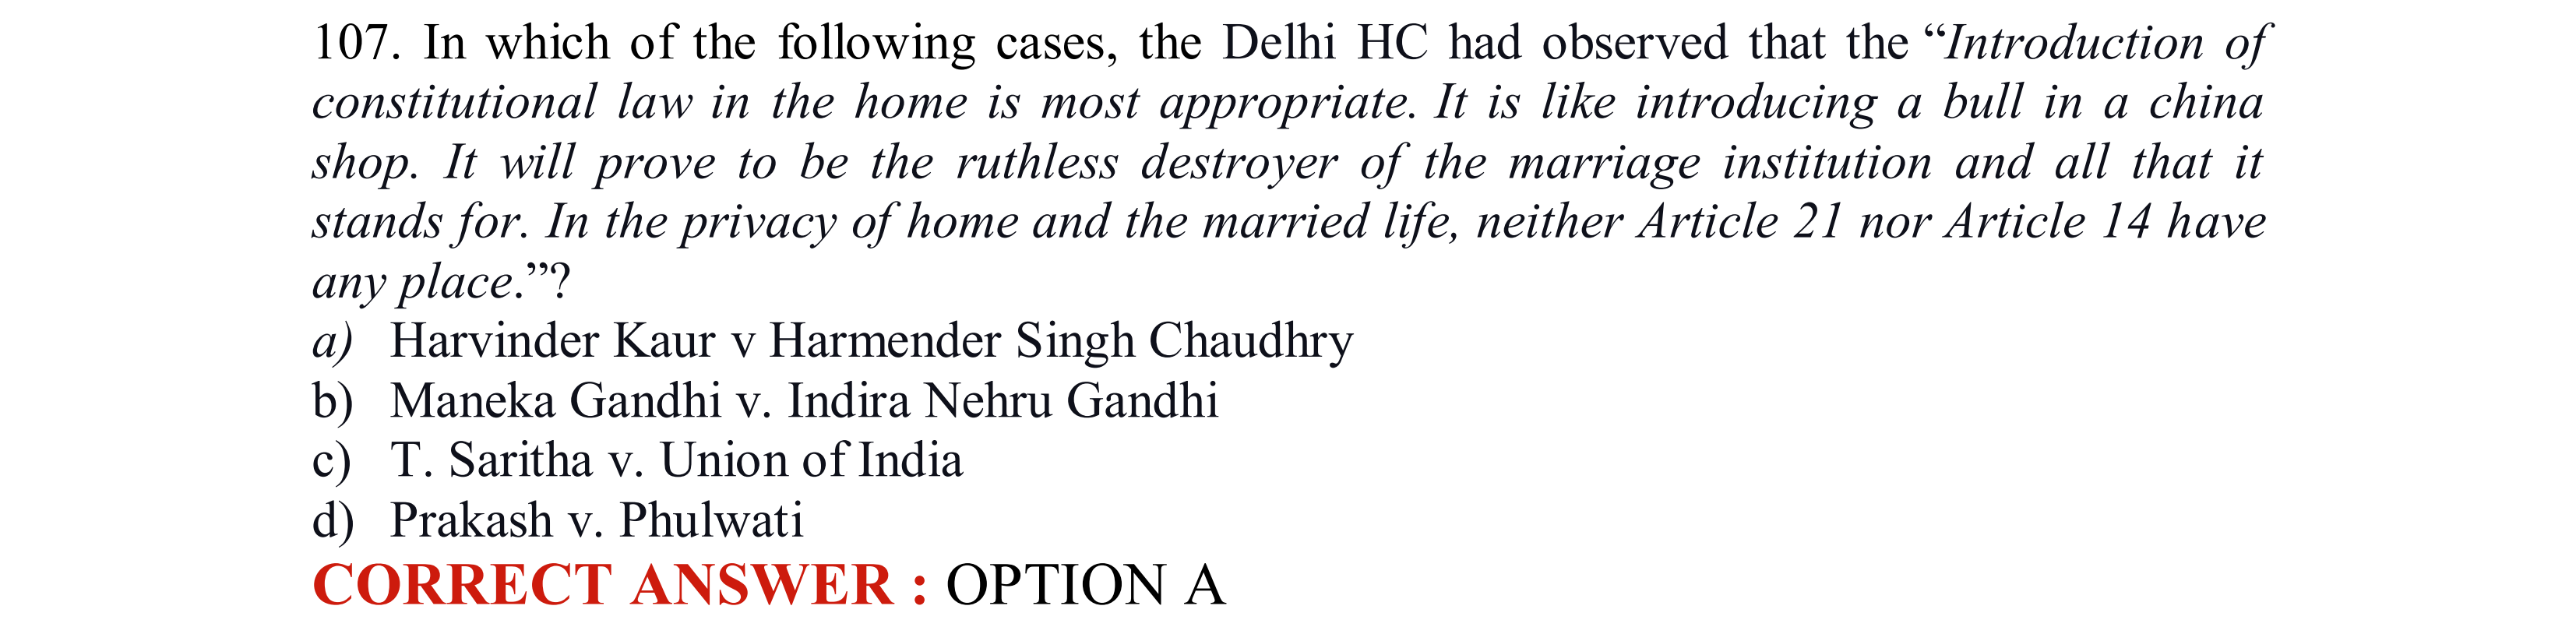 107. In which of the following cases, the Delhi HC had observed that the “Introduction of
constitutional law in the home is most appropriate. It is like introducing a bull in a china
shop. It will prove to be the ruthless destroyer of the marriage institution and all that it
stands for. In the privacy of home and the married life, neither Article 21 nor Article 14 have
any place.”?
a) Harvinder Kaur v Harmender Singh Chaudhry
b) Maneka Gandhi v. Indira Nehru Gandhi
c) T. Saritha v. Union of India
d) Prakash v. Phulwati
CORRECT ANSWER : OPTION A